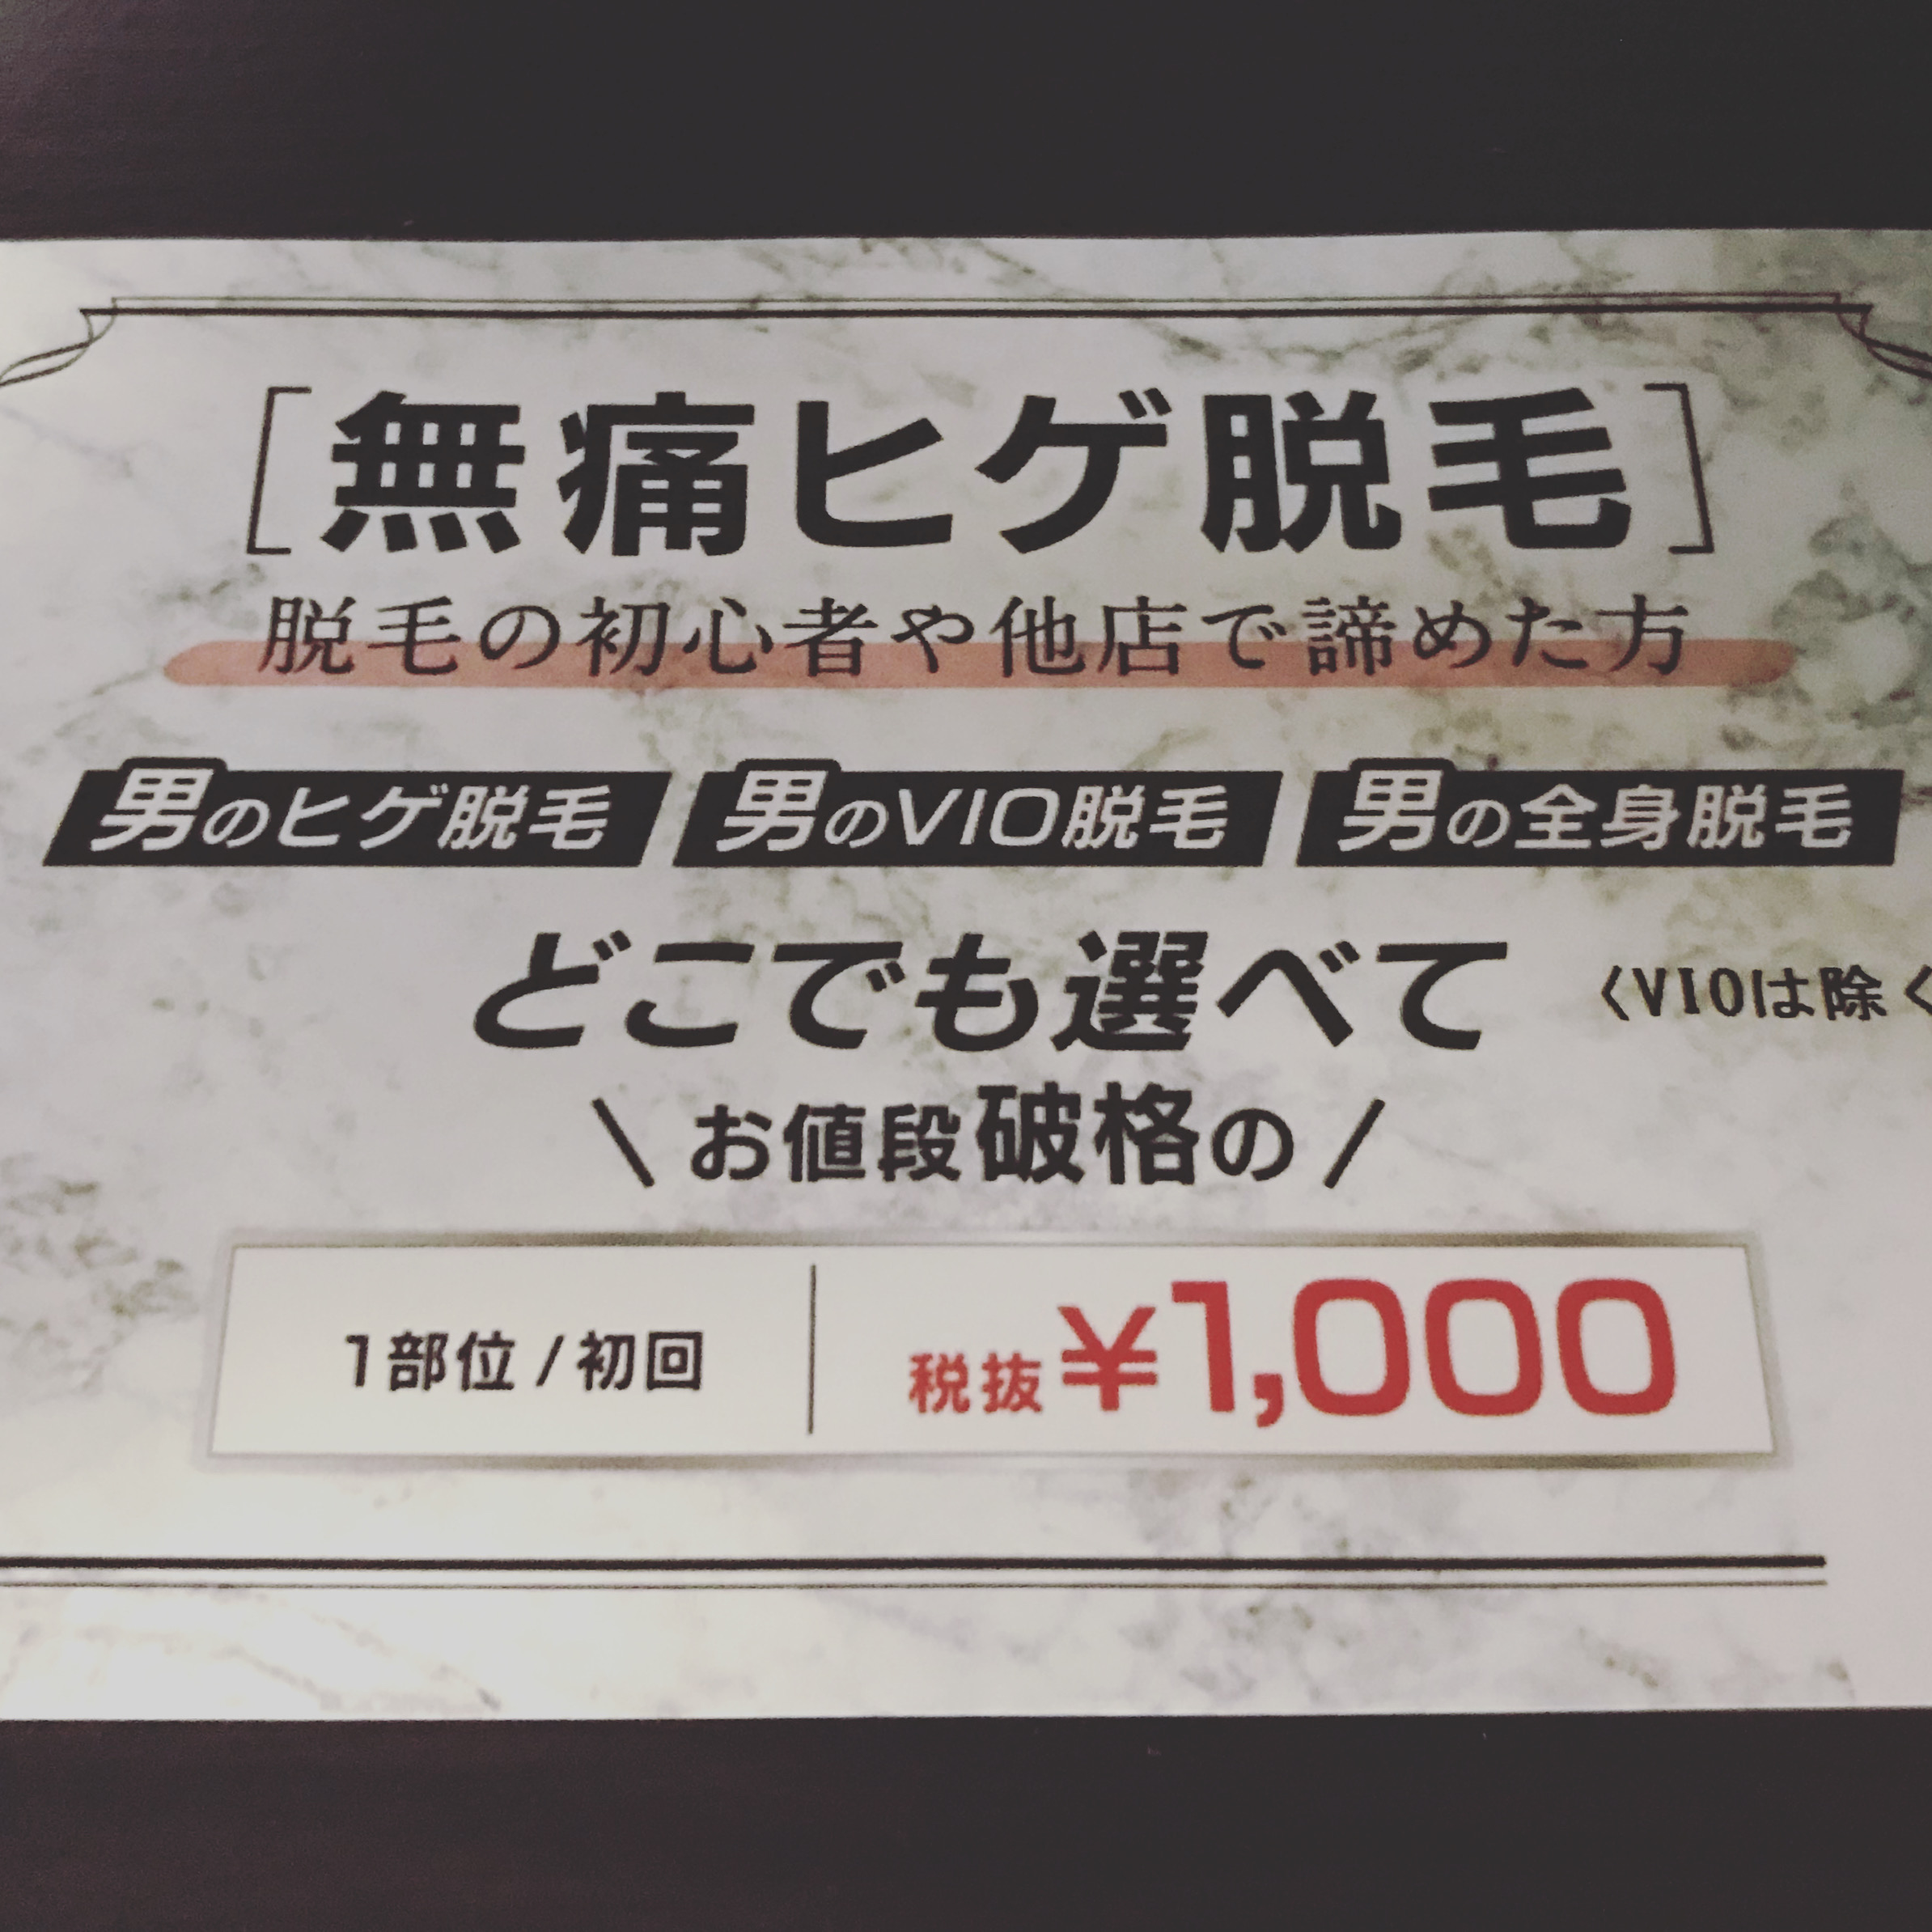 ［無痛ヒゲ脱毛］
脱毛の初心者や他店で諦めた方
男のヒゲ脱毛 男のVIO脱毛 男の全身脱毛
どこでも選べて 〈VIOは除く
\ お値段破格の /
1部位/初回 税抜¥1,000